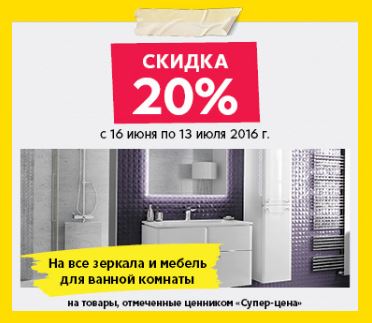 СКИДКА
20%
с 16 июня по 13 июля 2016 г.
На все зеркала и мебель
для ванной комнаты
на товары, отмеченные ценником «Супер-цена»